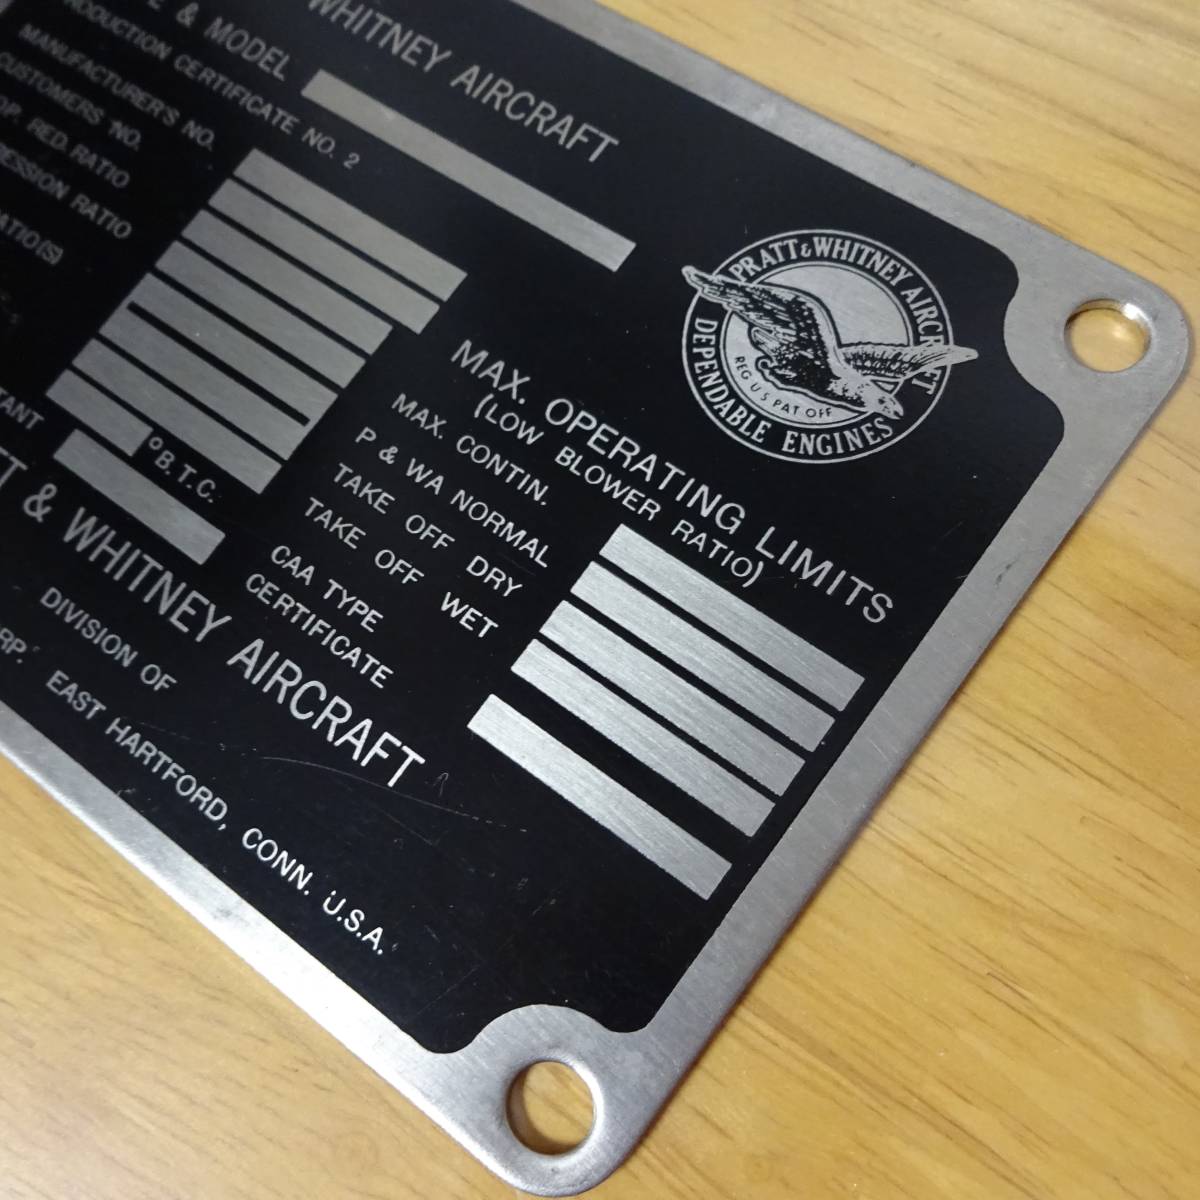 WHITNEY AIRCRAFT
& MODEL
PRODUCTION CERTIFICATE NO. 2
MANUFACTURER'S NO.
CUSTOMERS NO.
RED. RATIO
RATIO
°B.T.C.
PRATT & WHITNEY AIRCRAFT
DEPENDABLE ENGINES
REG U S PAT OFF
MAX. OPERATING LIMITS
(LOW BLOWER RATIO)
MAX. CONTIN.
P & WA NORMAL
TAKE OFF DRY
TAKE OFF WET
CAA TYPE
CERTIFICATE
& WHITNEY AIRCRAFT
DIVISION OF
EAST HARTFORD, CONN. U.S.A.